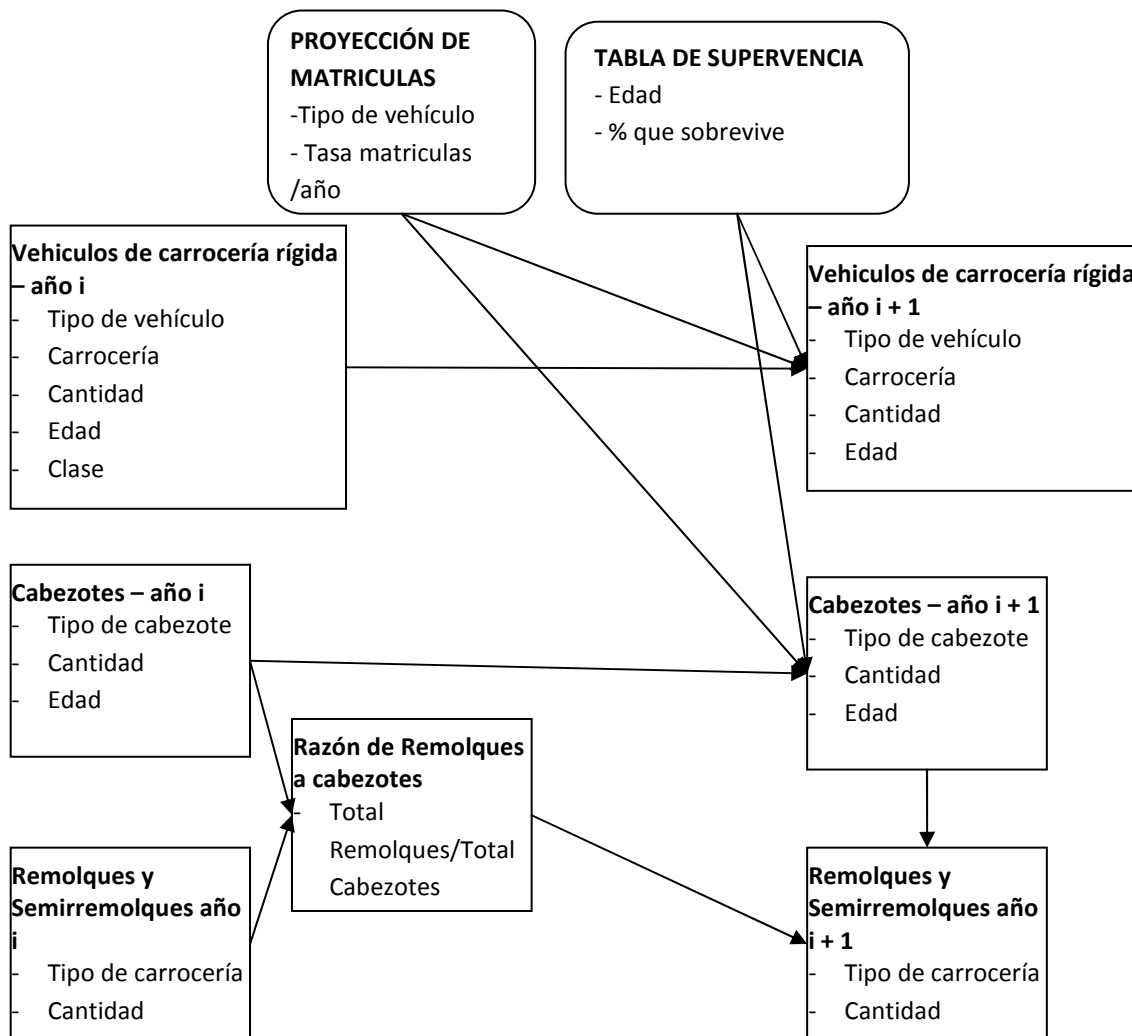 PROYECCIÓN DE
MATRICULAS
-Tipo de vehículo
- Tasa matriculas
/año
TABLA DE SUPERVENCIA
- Edad
- % que sobrevive
Vehiculos de carrocería rígida
– año i
- Tipo de vehículo
- Carrocería
- Cantidad
- Edad
- Clase
Vehiculos de carrocería rígida
– año i + 1
- Tipo de vehículo
- Carrocería
- Cantidad
- Edad
Cabezotes – año i
- Tipo de cabezote
- Cantidad
- Edad
Cabezotes – año i + 1
- Tipo de cabezote
- Cantidad
- Edad
Razón de Remolques
a cabezotes
- Total
Remolques/Total
Cabezotes
Remolques y
Semirremolques año
i
- Tipo de carrocería
- Cantidad
Remolques y
Semirremolques año
i + 1
- Tipo de carrocería
- Cantidad